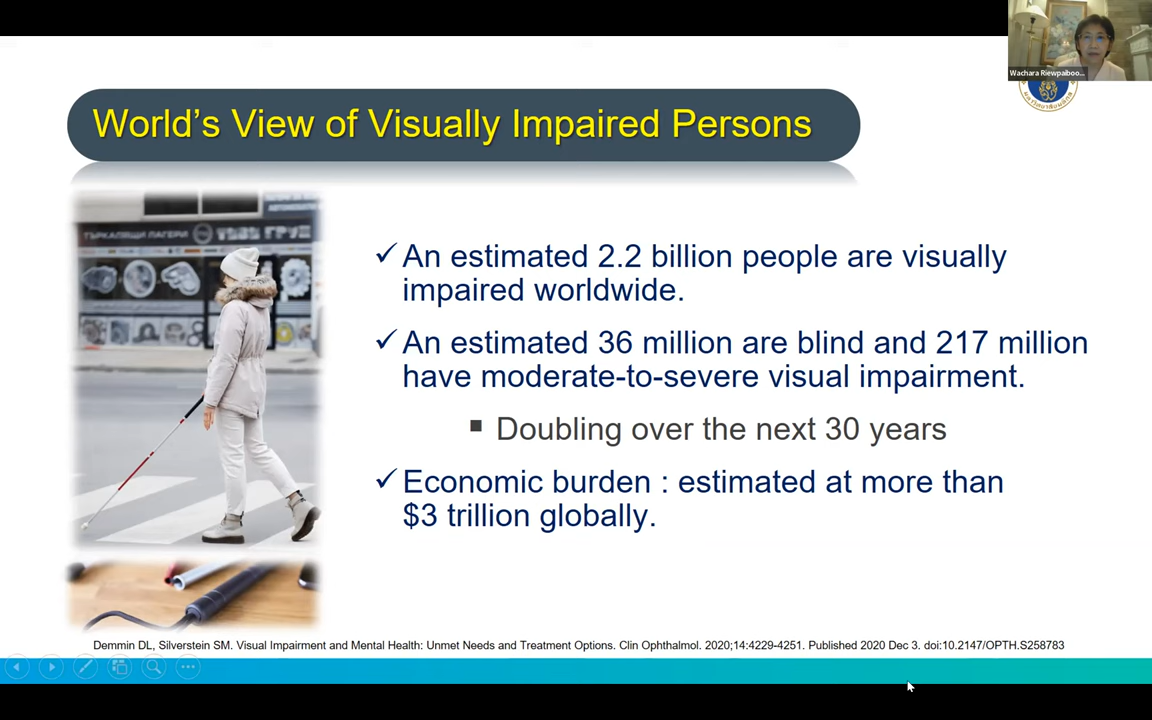 Wachara Riewpaiboo...
World's View of Visually Impaired Persons
ТЪРКАЛЯЩИ ЛАГЕРИ
✓ An estimated 2.2 billion people are visually
impaired worldwide.
✓ An estimated 36 million are blind and 217 million
have moderate-to-severe visual impairment.
▪ Doubling over the next 30 years
✓ Economic burden : estimated at more than
$3 trillion globally.
Demmin DL, Silverstein SM. Visual Impairment and Mental Health: Unmet Needs and Treatment Options. Clin Ophthalmol. 2020;14:4229-4251. Published 2020 Dec 3. doi:10.2147/OPTH.S258783